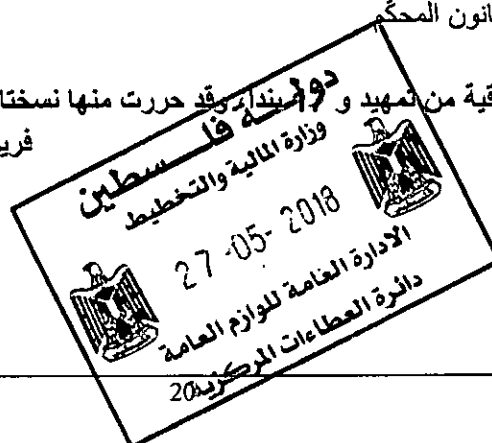 انون المحكم
قية من تمهيد و بندا، وقد حررت منها نسختا
فري
دولة فلسطين
وزارة المالية والتخطيط
27-05-2018
الادارة العامة للوازم العامة
دائرة العطاءات المركزية
20